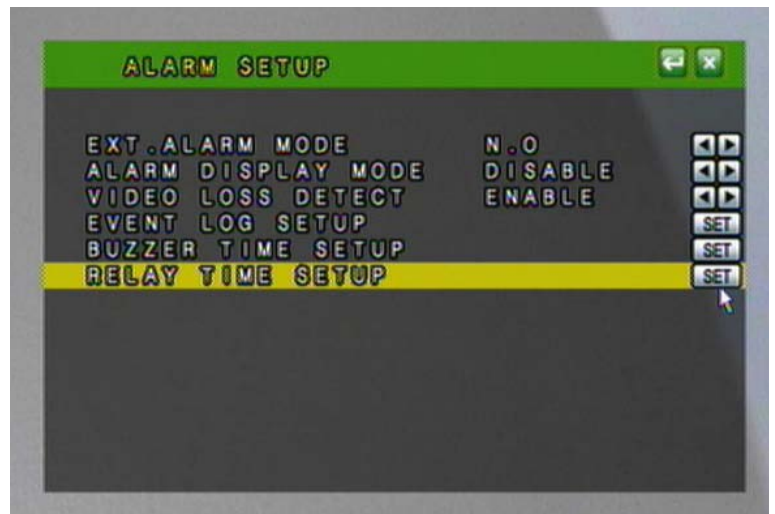 ALARM SETUP
EXT.ALARM MODE N.O
ALARM DISPLAY MODE DISABLE
VIDEO LOSS DETECT ENABLE
EVENT LOG SETUP SET
BUZZER TIME SETUP SET
RELAY TIME SETUP SET